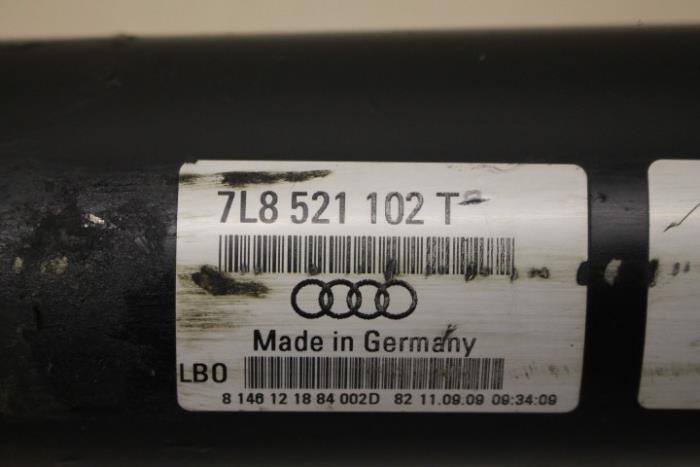 7L8 521 102 T
Made in Germany
LBO
8 146 12 18 84 002D 82 11.09.09 09:34:09